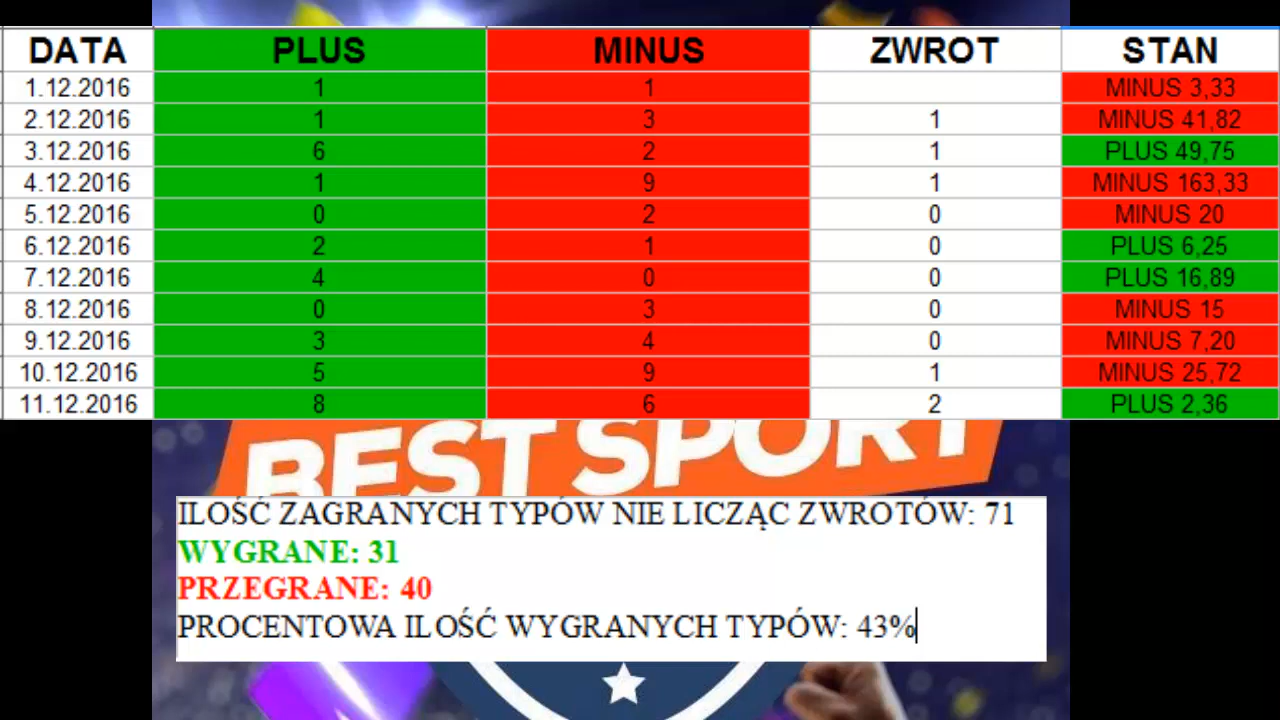 DATA PLUS MINUS ZWROT STAN
1.12.2016 1 1 MINUS 3,33
2.12.2016 1 3 1 MINUS 41,82
3.12.2016 6 2 1 PLUS 49,75
4.12.2016 1 9 1 MINUS 163,33
5.12.2016 0 2 0 MINUS 20
6.12.2016 2 1 0 PLUS 6,25
7.12.2016 4 0 0 PLUS 16,89
8.12.2016 0 3 0 MINUS 15
9.12.2016 3 4 0 MINUS 7,20
10.12.2016 5 9 1 MINUS 25,72
11.12.2016 8 6 2 PLUS 2,36
BEST SPORT
ILOŚĆ ZAGRANYCH TYPÓW NIE LICZĄC ZWROTÓW: 71
WYGRANE: 31
PRZEGRANE: 40
PROCENTOWA ILOŚĆ WYGRANYCH TYPÓW: 43%